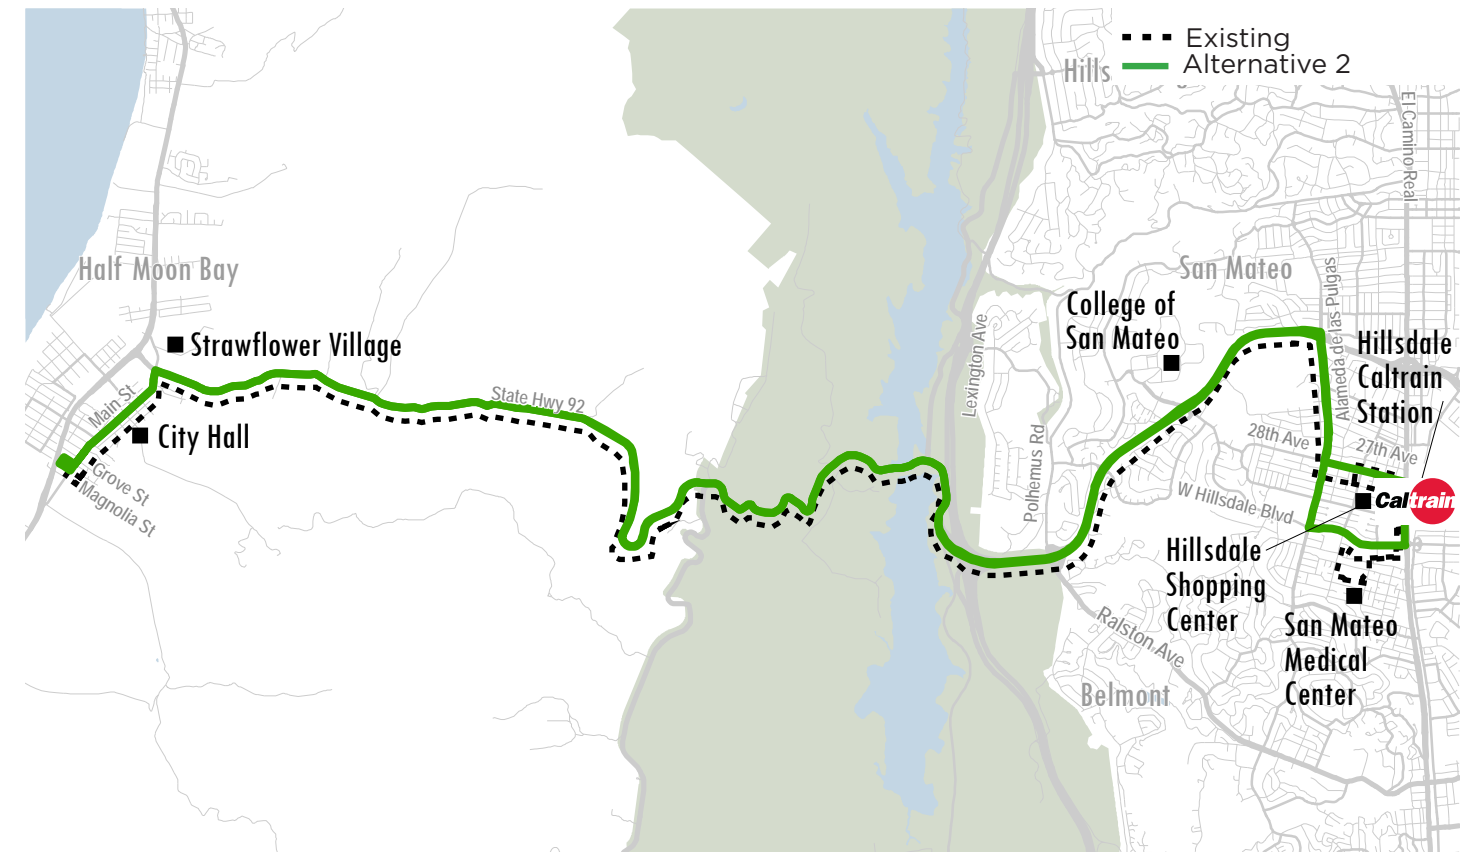 Existing
Alternative 2
Hills
El Camino Real
Half Moon Bay
San Mateo
Alameda de las Pulgas
College of
San Mateo
Hillsdale
Caltrain
Station
Strawflower Village
Lexington Ave
State Hwy 92
Main St
City Hall
28th Ave
27th Ave
Polhemus Rd
Grove St
Magnolia St
W Hillsdale Blvd
Caltrain
Hillsdale
Shopping
Center
San Mateo
Medical
Center
Ralston Ave
Belmont